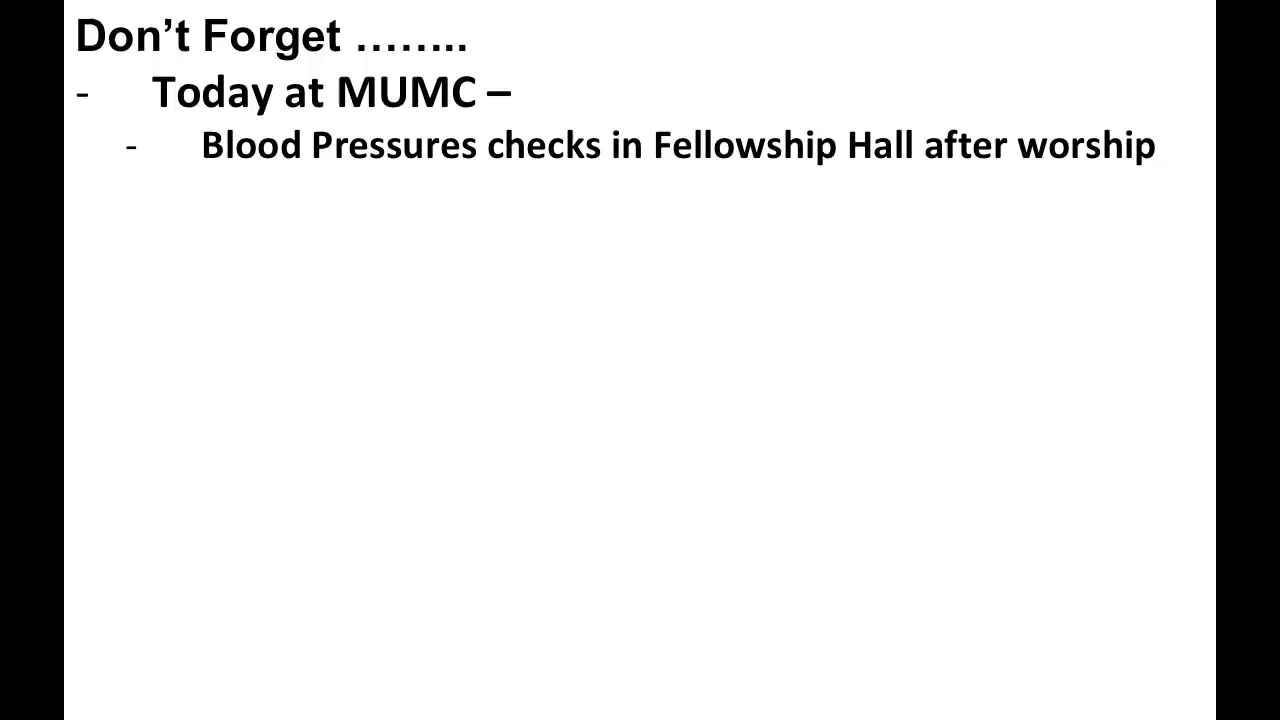 Don’t Forget ……..
- Today at MUMC –
- Blood Pressures checks in Fellowship Hall after worship